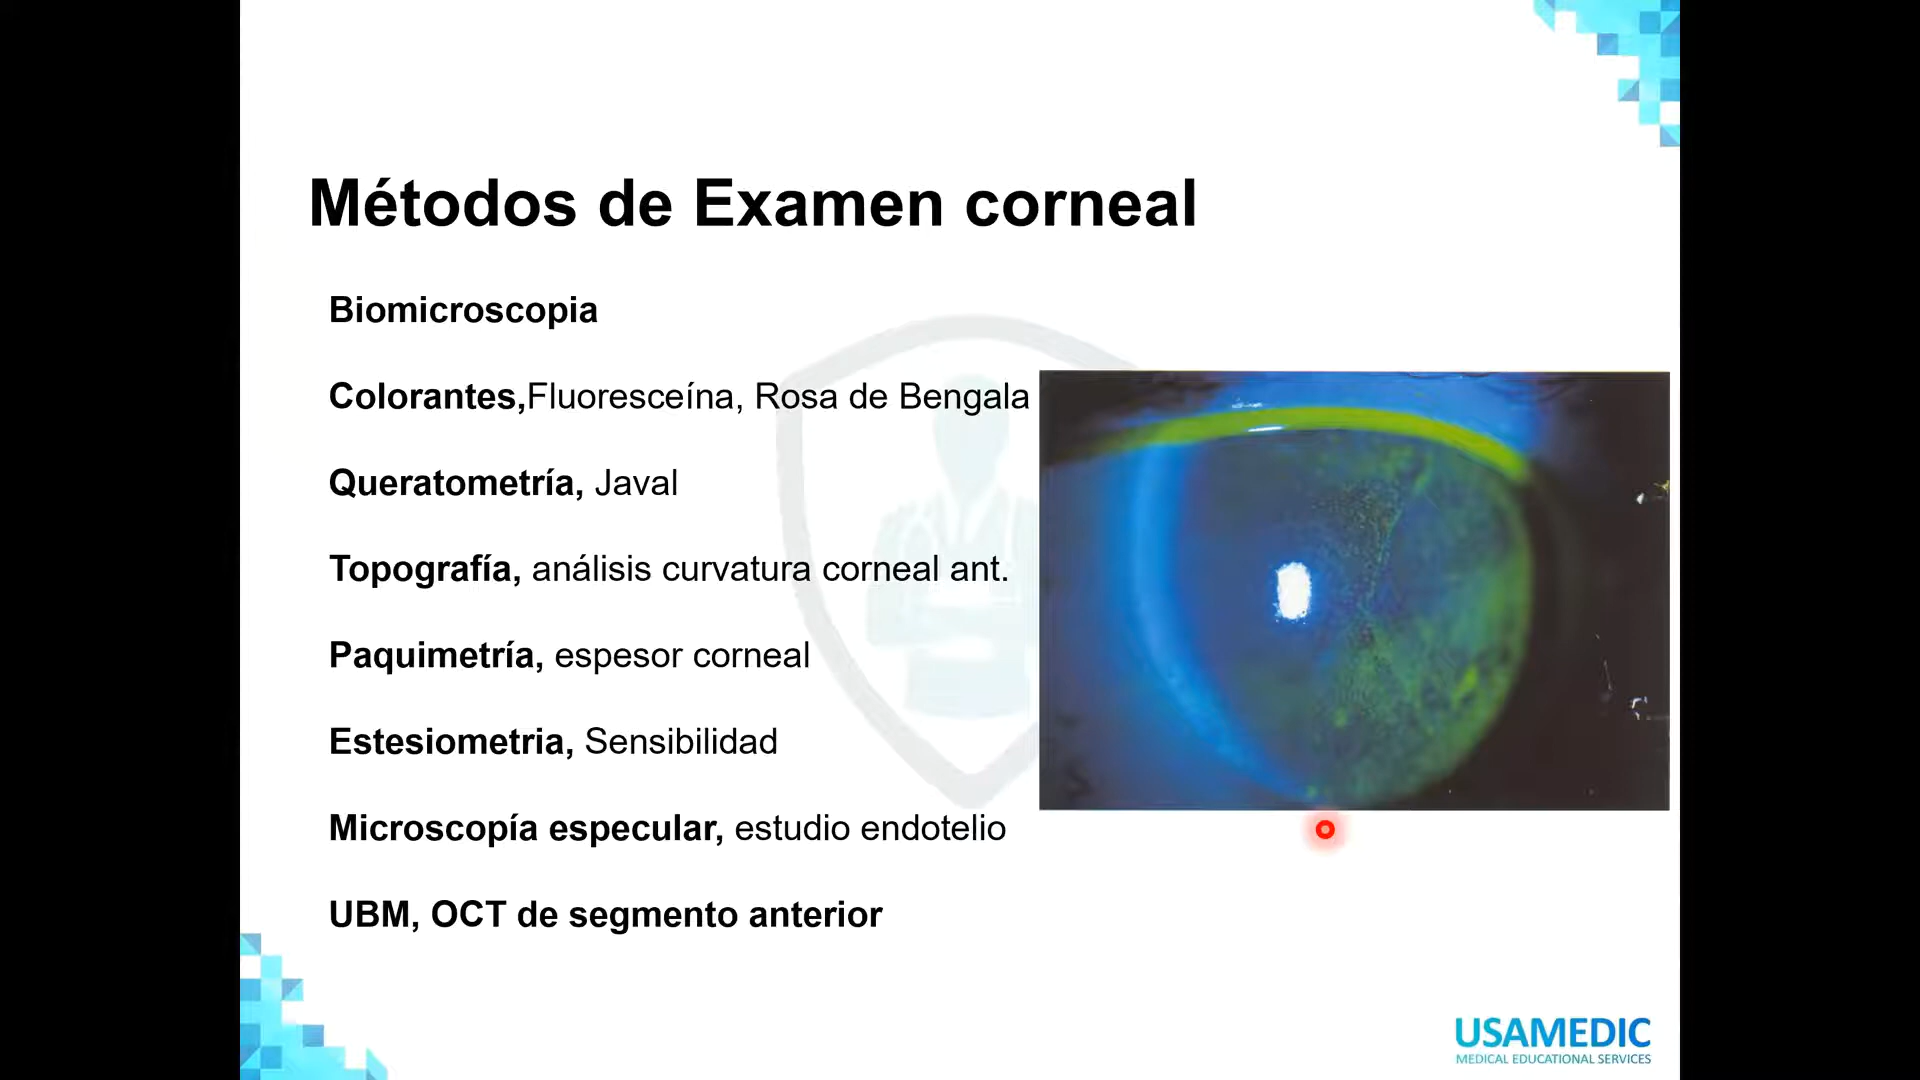 Métodos de Examen corneal
Biomicroscopia
Colorantes,Fluoresceína, Rosa de Bengala
Queratometría, Javal
Topografía, análisis curvatura corneal ant.
Paquimetría, espesor corneal
Estesiometria, Sensibilidad
Microscopía especular, estudio endotelio
UBM, OCT de segmento anterior
USAMEDIC
MEDICAL EDUCATIONAL SERVICES